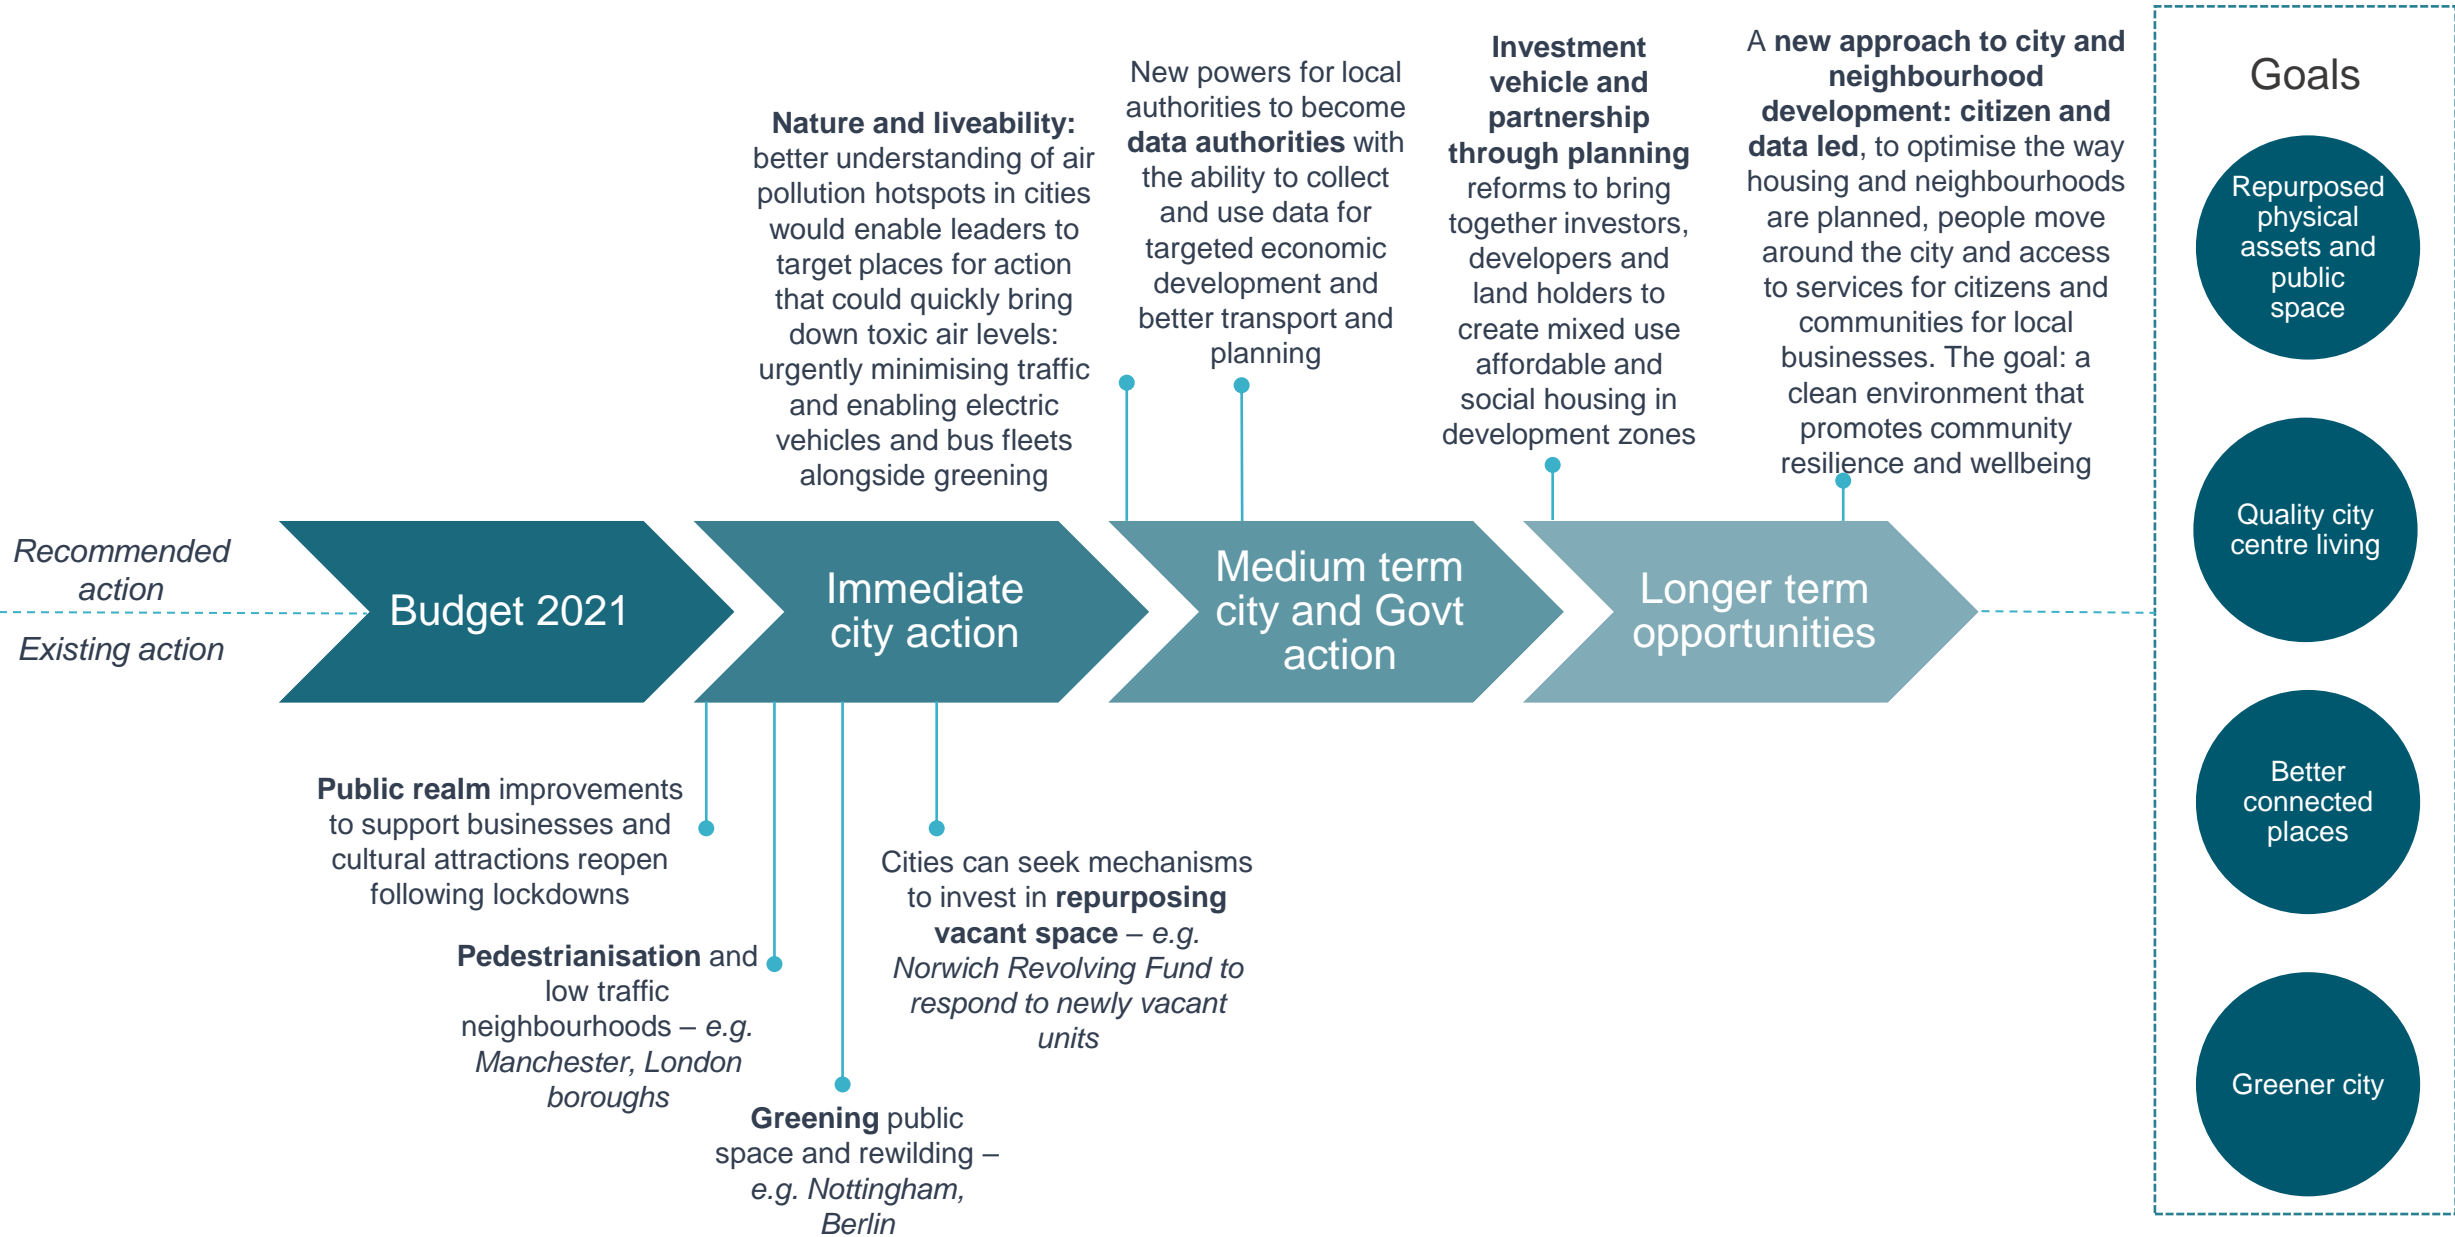 Recommended
action
Existing action
Nature and liveability:
better understanding of air
pollution hotspots in cities
would enable leaders to
target places for action
that could quickly bring
down toxic air levels:
urgently minimising traffic
and enabling electric
vehicles and bus fleets
alongside greening
New powers for local
authorities to become
data authorities with
the ability to collect
and use data for
targeted economic
development and
better transport and
planning
Investment
vehicle and
partnership
through planning
reforms to bring
together investors,
developers and
land holders to
create mixed use
affordable and
social housing in
development zones
A new approach to city and
neighbourhood
development: citizen and
data led, to optimise the way
housing and neighbourhoods
are planned, people move
around the city and access
to services for citizens and
communities for local
businesses. The goal: a
clean environment that
promotes community
resilience and wellbeing
Budget 2021
Immediate
city action
Medium term
city and Govt
action
Longer term
opportunities
Public realm improvements
to support businesses and
cultural attractions reopen
following lockdowns
Pedestrianisation and
low traffic
neighbourhoods – e.g.
Manchester, London
boroughs
Greening public
space and rewilding –
e.g. Nottingham,
Berlin
Cities can seek mechanisms
to invest in repurposing
vacant space – e.g.
Norwich Revolving Fund to
respond to newly vacant
units
Goals
Repurposed
physical
assets and
public
space
Quality city
centre living
Better
connected
places
Greener city